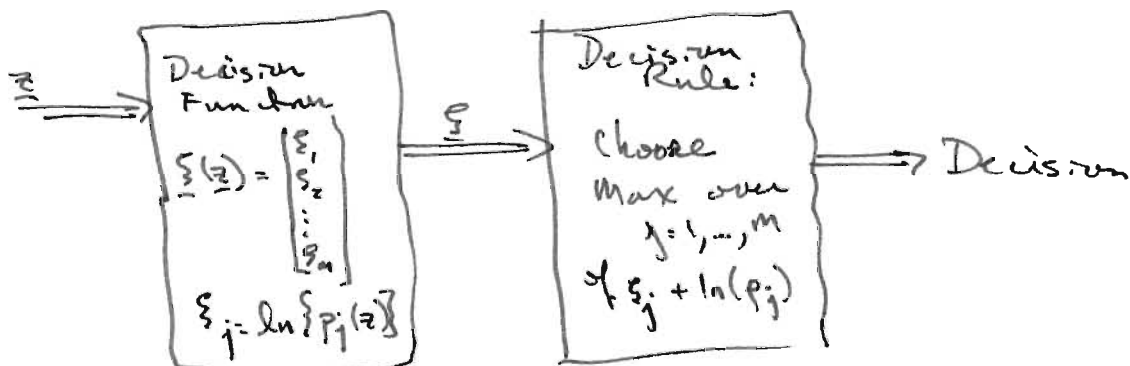 z
Decision
Function
ξ(z) = [ξ₁
ξ₂
⋮
ξₘ]
ξⱼ = ln{pⱼ(z)}
ξ
Decision
Rule:
Choose
Max over
j=1,...,M
of ξⱼ + ln(pⱼ)
Decision